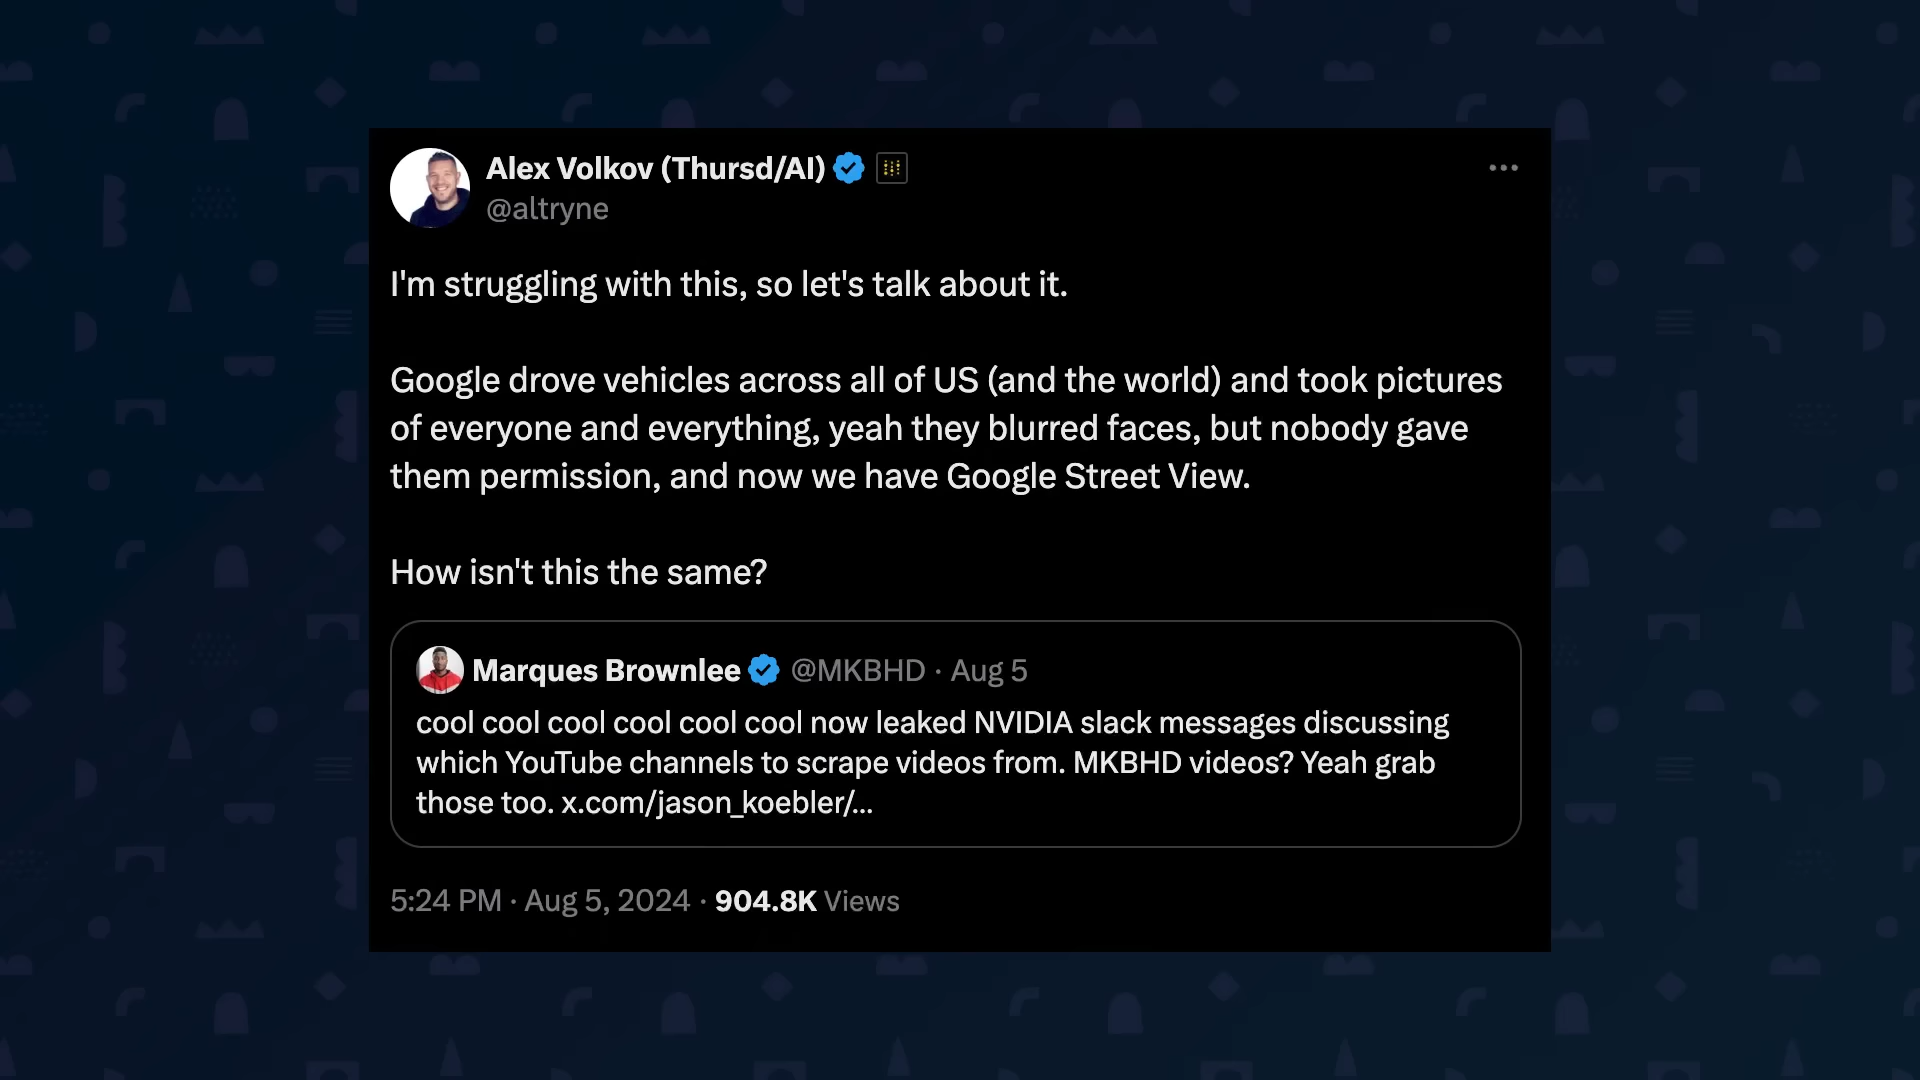 Alex Volkov (Thursd/AI)
@altryne
I'm struggling with this, so let's talk about it.
Google drove vehicles across all of US (and the world) and took pictures
of everyone and everything, yeah they blurred faces, but nobody gave
them permission, and now we have Google Street View.
How isn't this the same?
Marques Brownlee @MKBHD · Aug 5
cool cool cool cool cool cool now leaked NVIDIA slack messages discussing
which YouTube channels to scrape videos from. MKBHD videos? Yeah grab
those too. x.com/jason_koebler/...
5:24 PM · Aug 5, 2024 · 904.8K Views